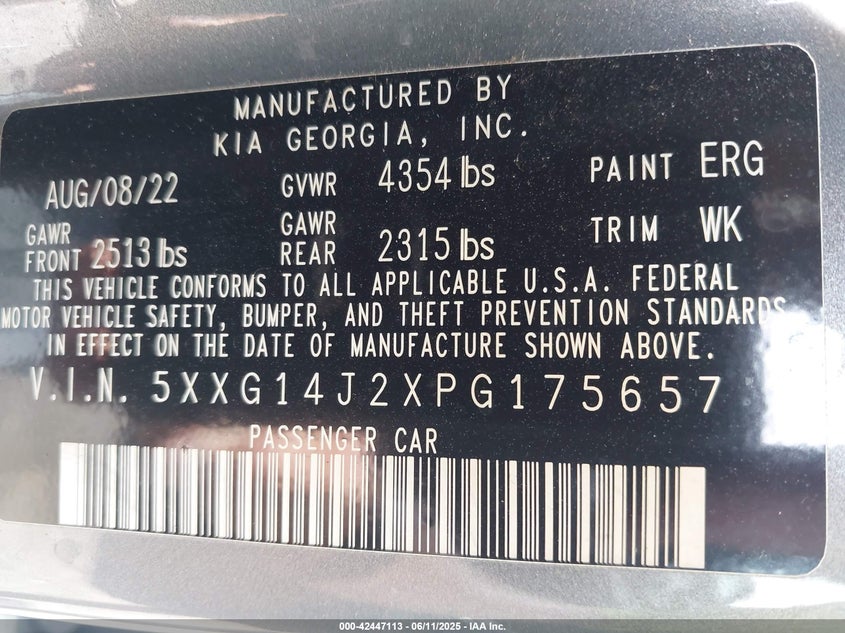 MANUFACTURED BY
KIA GEORGIA, INC.
AUG/08/22 GVWR 4354 lbs PAINT ERG
GAWR FRONT 2513 lbs GAWR REAR 2315 lbs TRIM WK
THIS VEHICLE CONFORMS TO ALL APPLICABLE U.S.A. FEDERAL
MOTOR VEHICLE SAFETY, BUMPER, AND THEFT PREVENTION STANDARDS
IN EFFECT ON THE DATE OF MANUFACTURE SHOWN ABOVE.
V.I.N. 5XXG14J2XPG175657
PASSENGER CAR
000-42447113 - 06/11/2025 - IAA Inc.